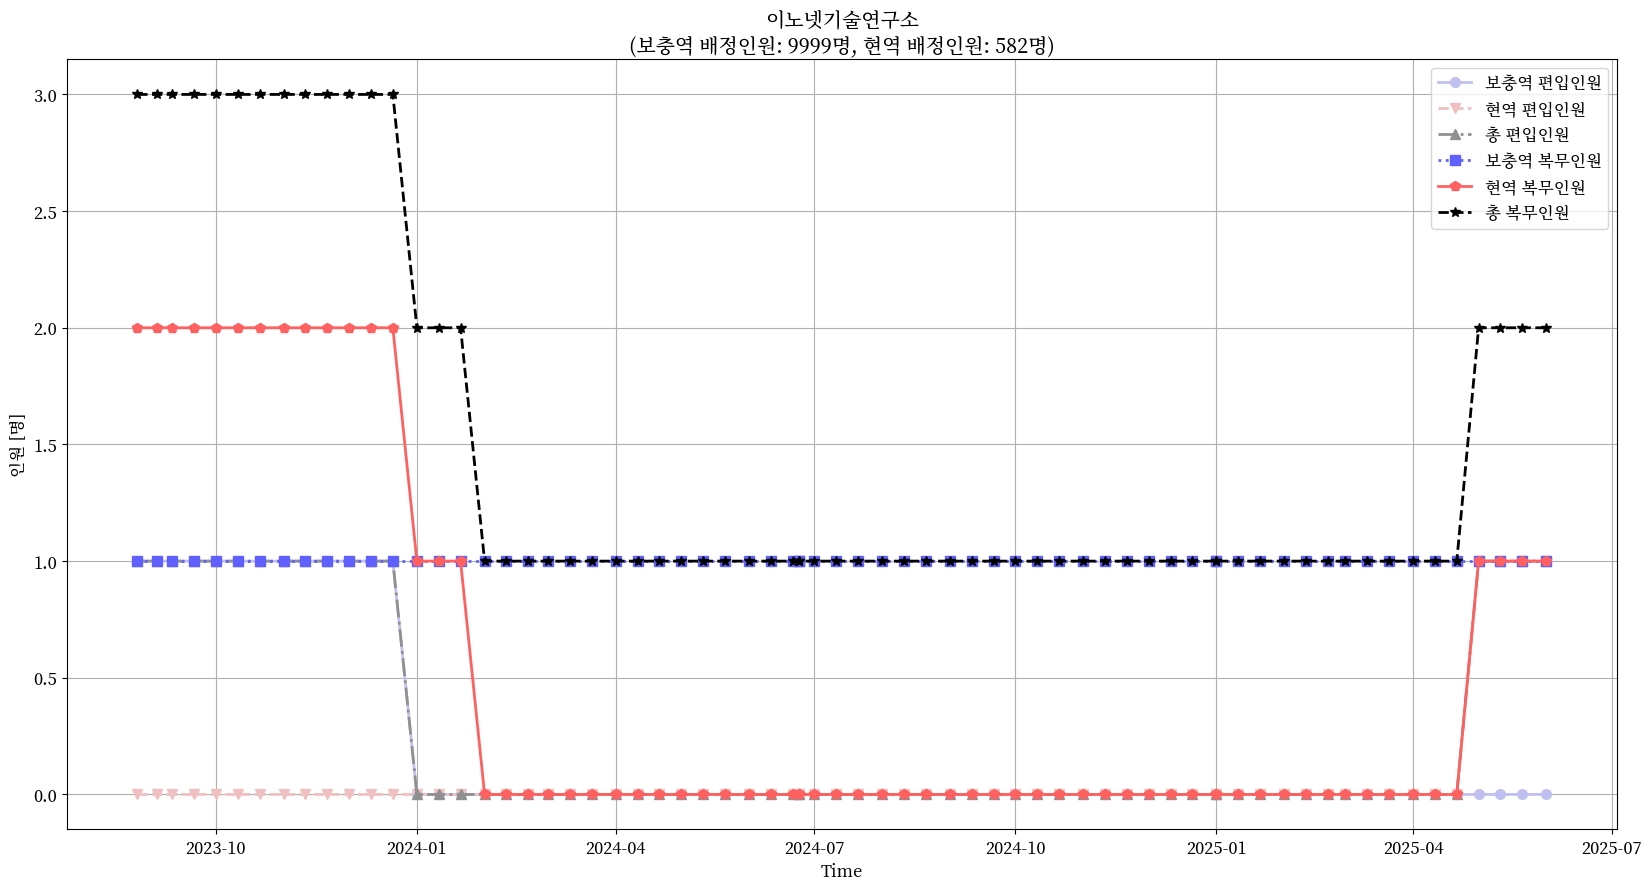 이노넷기술연구소
(보충역 배정인원: 9999명, 현역 배정인원: 582명)
보충역 편입인원
현역 편입인원
총 편입인원
보충역 복무인원
현역 복무인원
총 복무인원
인원 [명]
3.0
2.5
2.0
1.5
1.0
0.5
0.0
2023-10
2024-01
2024-04
2024-07
2024-10
2025-01
2025-04
2025-07
Time